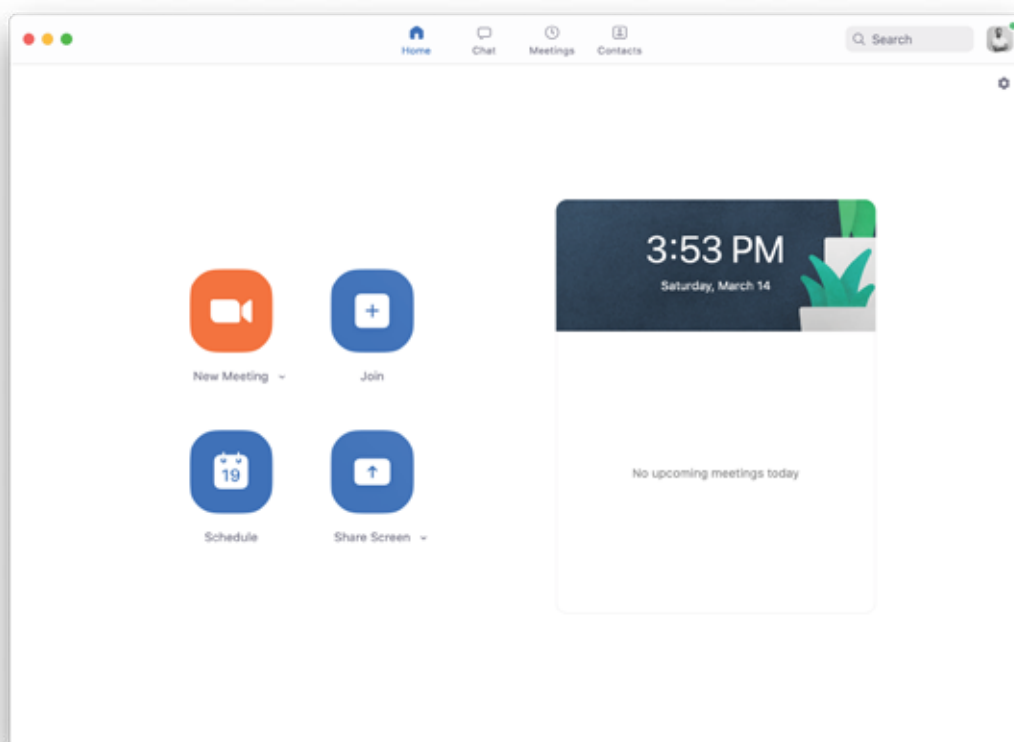 Home Chat Meetings Contacts Search
3:53 PM
Saturday, March 14
New Meeting Join
19
Schedule Share Screen
No upcoming meetings today